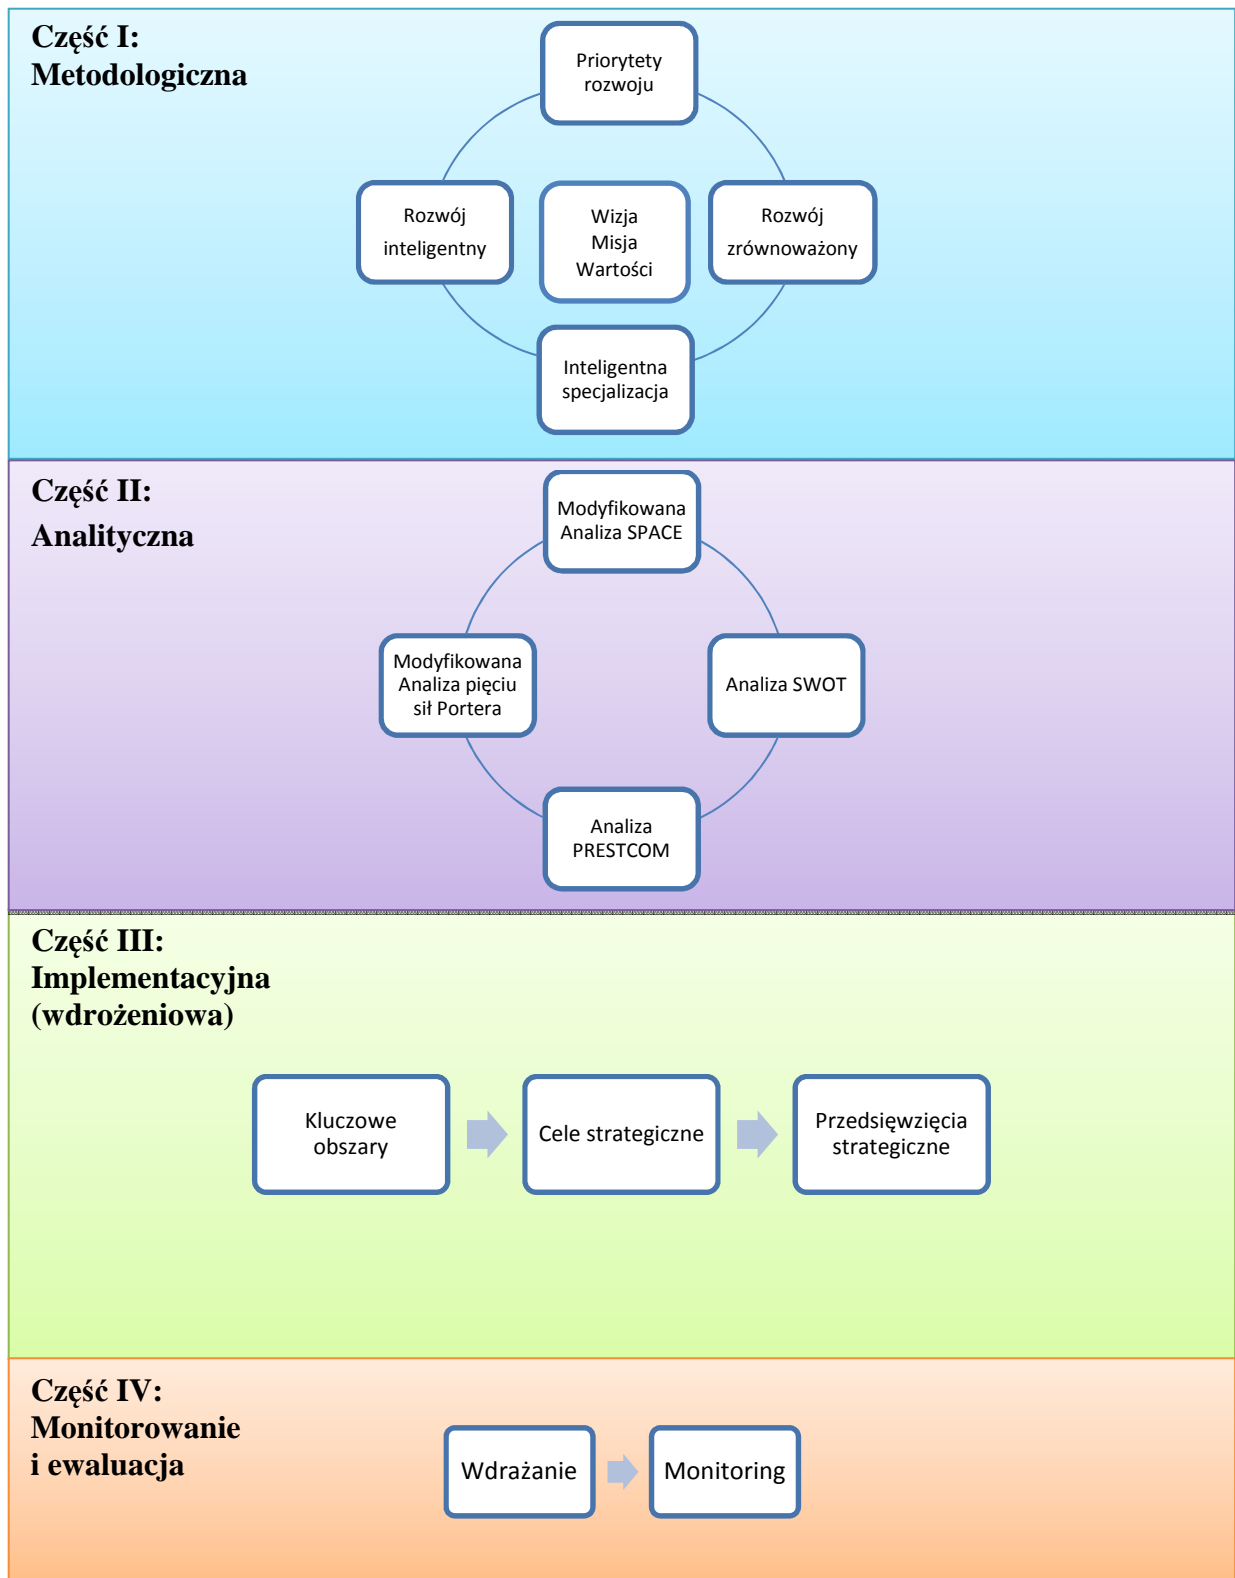 Część I:
Metodologiczna
Priorytety
rozwoju
Rozwój
inteligentny
Wizja
Misja
Wartości
Rozwój
zrównoważony
Inteligentna
specjalizacja
Część II:
Analityczna
Modyfikowana
Analiza SPACE
Modyfikowana
Analiza pięciu
sił Portera
Analiza SWOT
Analiza
PRESTCOM
Część III:
Implementacyjna
(wdrożeniowa)
Kluczowe
obszary
Cele strategiczne
Przedsięwzięcia
strategiczne
Część IV:
Monitorowanie
i ewaluacja
Wdrażanie
Monitoring